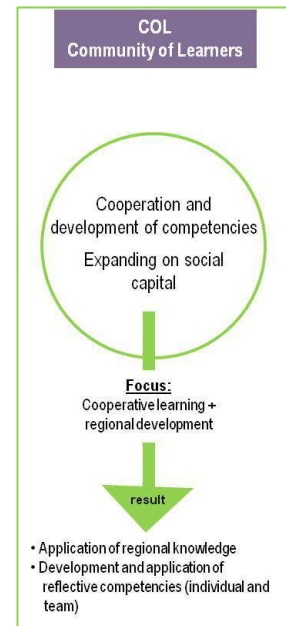 COL
Community of Learners
Cooperation and
development of competencies
Expanding on social
capital
Focus:
Cooperative learning +
regional development
result
• Application of regional knowledge
• Development and application of
reflective competencies (individual and
team)